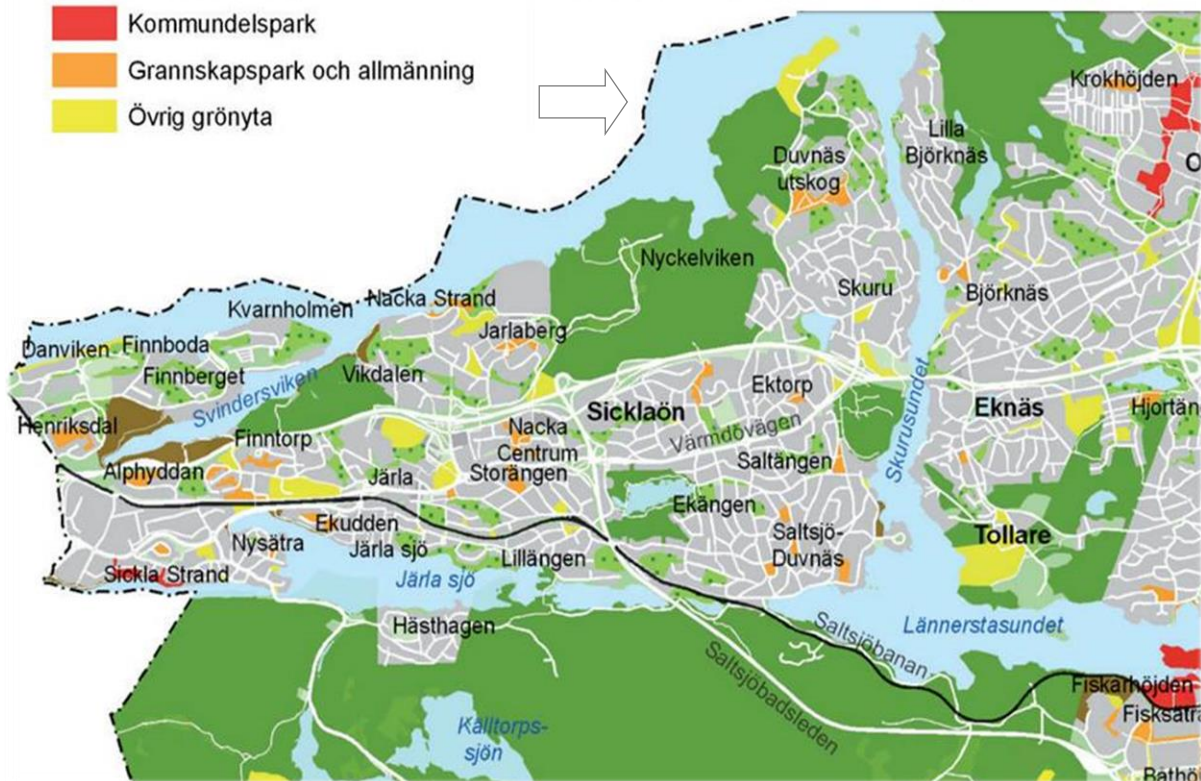 Kommundelspark
Grannskapspark och allmänning
Övrig grönyta
Krokhöjden
Lilla
Björknäs
Duvnäs
utskog
O
Nyckelviken
Skuru
Björknäs
Nacka Strand
Kvarnholmen
Jarlaberg
Danviken
Finnboda
Finnberget
Vikdalen
Svindersviken
Ektorp
Skurusundet
Sicklaön
Eknäs
Hjortän
Henriksdal
Finntorp
Nacka
Centrum
Värmdövägen
Alphyddan
Järla
Storängen
Saltängen
Ekängen
Ekudden
Nysätra
Järla sjö
Lillängen
Saltsjö-
Duvnäs
Tollare
Sickla Strand
Järla sjö
Hästhagen
Lännerstasundet
Saltsjöbanan
Saltsjöbadsleden
Fiskarhöjden
Fisksätra
Källtorps-
sjön
Båthö